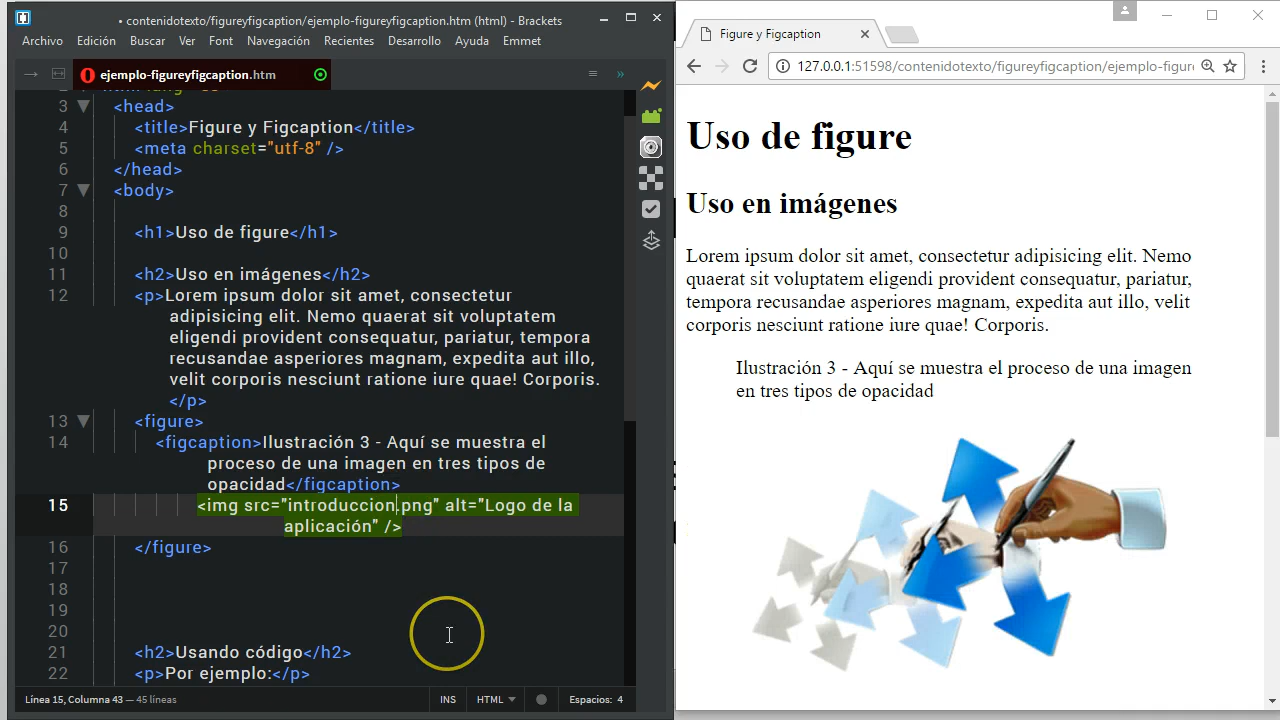 • contenidotexto/figureyfigcaption/ejemplo-figureyfigcaption.htm (html) - Brackets
Archivo Edición Buscar Ver Font Navegación Recientes Desarrollo Ayuda Emmet
ejemplo-figureyfigcaption.htm
3 <head>
4 <title>Figure y Figcaption</title>
5 <meta charset="utf-8" />
6 </head>
7 <body>
8
9 <h1>Uso de figure</h1>
10
11 <h2>Uso en imágenes</h2>
12 <p>Lorem ipsum dolor sit amet, consectetur
adipisicing elit. Nemo quaerat sit voluptatem
eligendi provident consequatur, pariatur, tempora
recusandae asperiores magnam, expedita aut illo,
velit corporis nesciunt ratione iure quae! Corporis.
</p>
13 <figure>
14 <figcaption>Ilustración 3 - Aquí se muestra el
proceso de una imagen en tres tipos de
opacidad</figcaption>
15 <img src="introduccion.png" alt="Logo de la
aplicación" />
16 </figure>
17
18
19
20
21 <h2>Usando código</h2>
22 <p>Por ejemplo:</p>
Línea 15, Columna 43 — 45 líneas INS HTML Espacios: 4
Figure y Figcaption
127.0.0.1:51598/contenidotexto/figureyfigcaption/ejemplo-figur
Uso de figure
Uso en imágenes
Lorem ipsum dolor sit amet, consectetur adipisicing elit. Nemo
quaerat sit voluptatem eligendi provident consequatur, pariatur,
tempora recusandae asperiores magnam, expedita aut illo, velit
corporis nesciunt ratione iure quae! Corporis.
Ilustración 3 - Aquí se muestra el proceso de una imagen
en tres tipos de opacidad